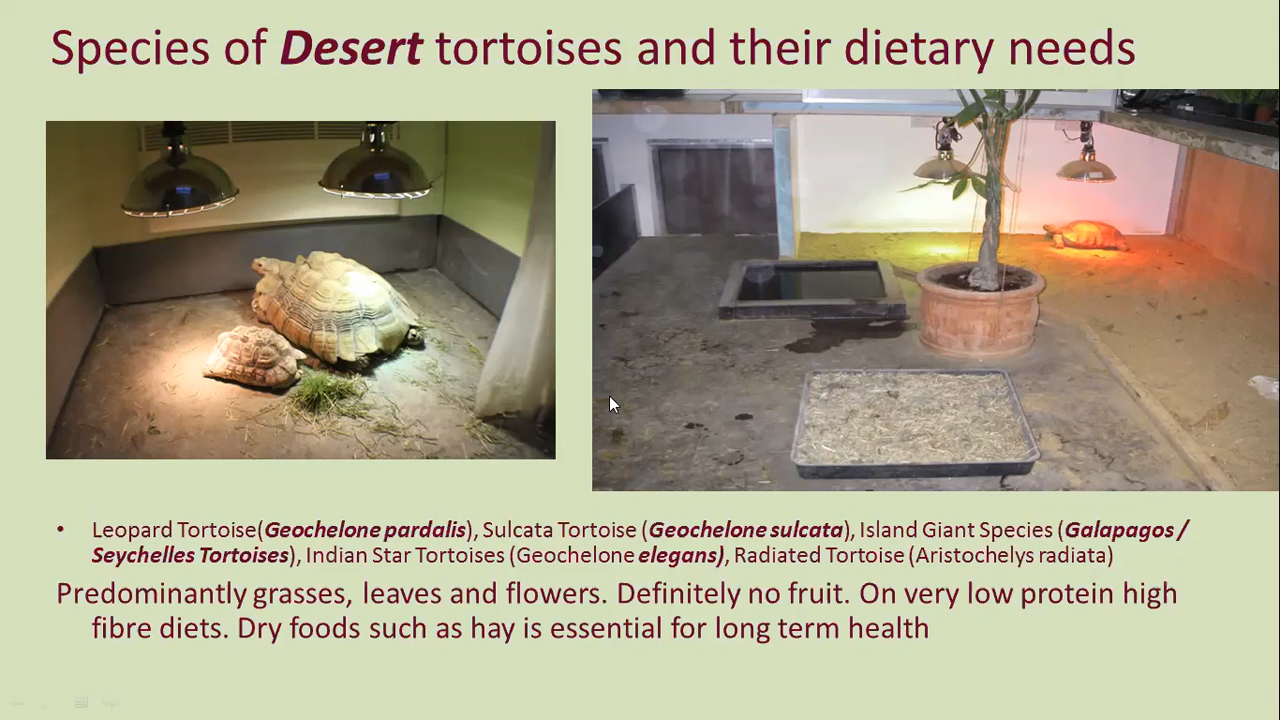 Species of Desert tortoises and their dietary needs
• Leopard Tortoise(Geochelone pardalis), Sulcata Tortoise (Geochelone sulcata), Island Giant Species (Galapagos /
Seychelles Tortoises), Indian Star Tortoises (Geochelone elegans), Radiated Tortoise (Aristochelys radiata)
Predominantly grasses, leaves and flowers. Definitely no fruit. On very low protein high
fibre diets. Dry foods such as hay is essential for long term health